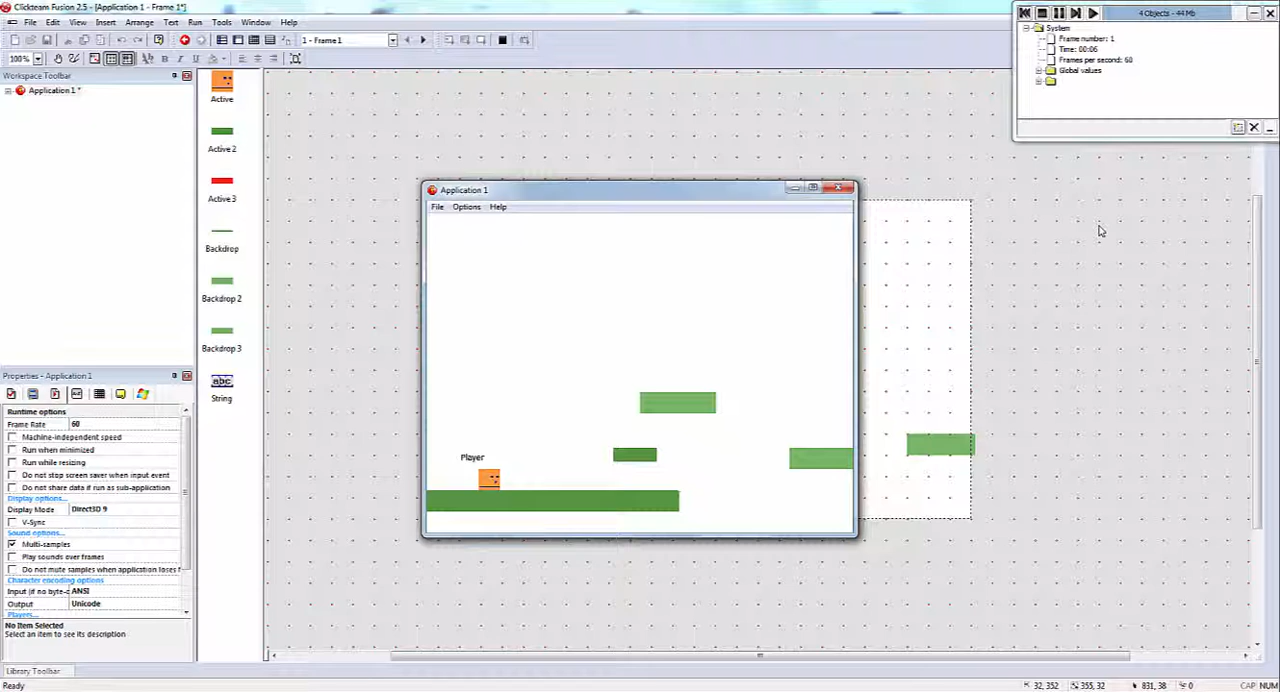 Clickteam Fusion 2.5 - [Application 1 - Frame 1*]
File Edit View Insert Arrange Text Run Tools Window Help
1 - Frame 1
100%
B I U
Workspace Toolbar
Application 1 *
Properties - Application 1
Runtime options
Frame Rate 60
Machine-independent speed
Run when minimized
Run while resizing
Do not stop screen saver when input event
Do not share data if run as sub-application
Display options...
Display Mode Direct3D 9
V-Sync
Sound options...
Multi-samples
Play sounds over frames
Do not mute samples when application loses f
Character encoding options
Input (if no byte-c ANSI
Output Unicode
Players...
No Item Selected
Select an item to see its description
Library Toolbar
Ready
Active
Active 2
Active 3
Backdrop
Backdrop 2
Backdrop 3
abc
String
Application 1
File Options Help
Player
4 Objects - 44 Mb
System
Frame number: 1
Time: 00:06
Frames per second: 60
Global values
32, 352
355, 32
831, 38
0
CAP NUM